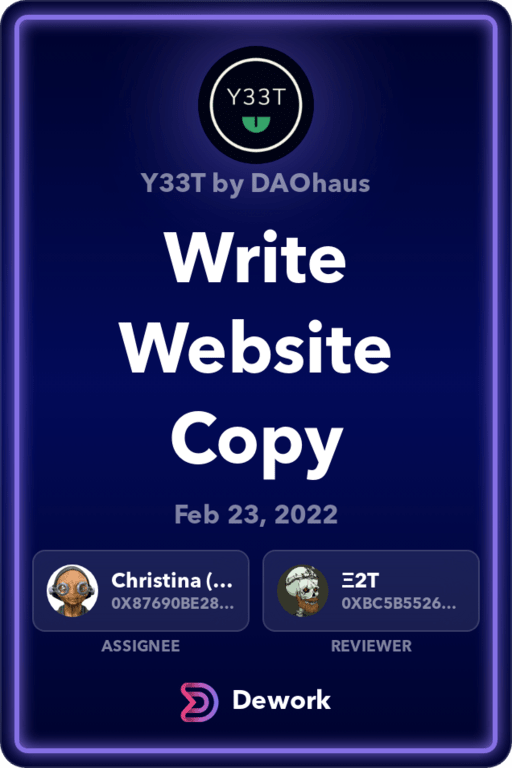 Y33T
Y33T by DAOhaus
Write
Website
Copy
Feb 23, 2022
Christina (...
0X87690BE28...
Ξ2T
0XBC5B5526...
ASSIGNEE
REVIEWER
Dework